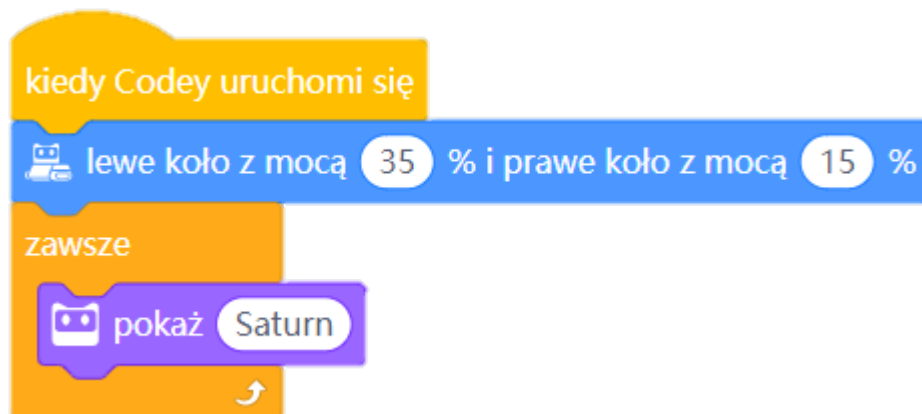 kiedy Codey uruchomi się
lewe koło z mocą 35 % i prawe koło z mocą 15 %
zawsze
pokaż Saturn